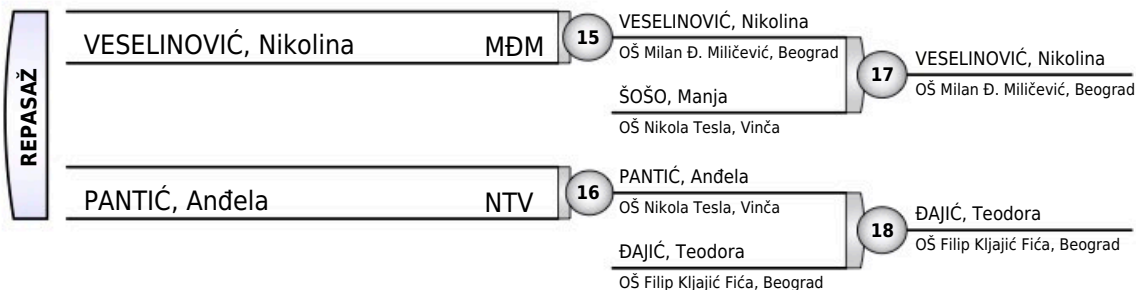 REPASAŽ
VESELINOVIĆ, Nikolina MĐM
15
VESELINOVIĆ, Nikolina
OŠ Milan Đ. Miličević, Beograd
ŠOŠO, Manja
OŠ Nikola Tesla, Vinča
17
VESELINOVIĆ, Nikolina
OŠ Milan Đ. Miličević, Beograd
PANTIĆ, Anđela NTV
16
PANTIĆ, Anđela
OŠ Nikola Tesla, Vinča
ĐAJIĆ, Teodora
OŠ Filip Kljajić Fića, Beograd
18
ĐAJIĆ, Teodora
OŠ Filip Kljajić Fića, Beograd